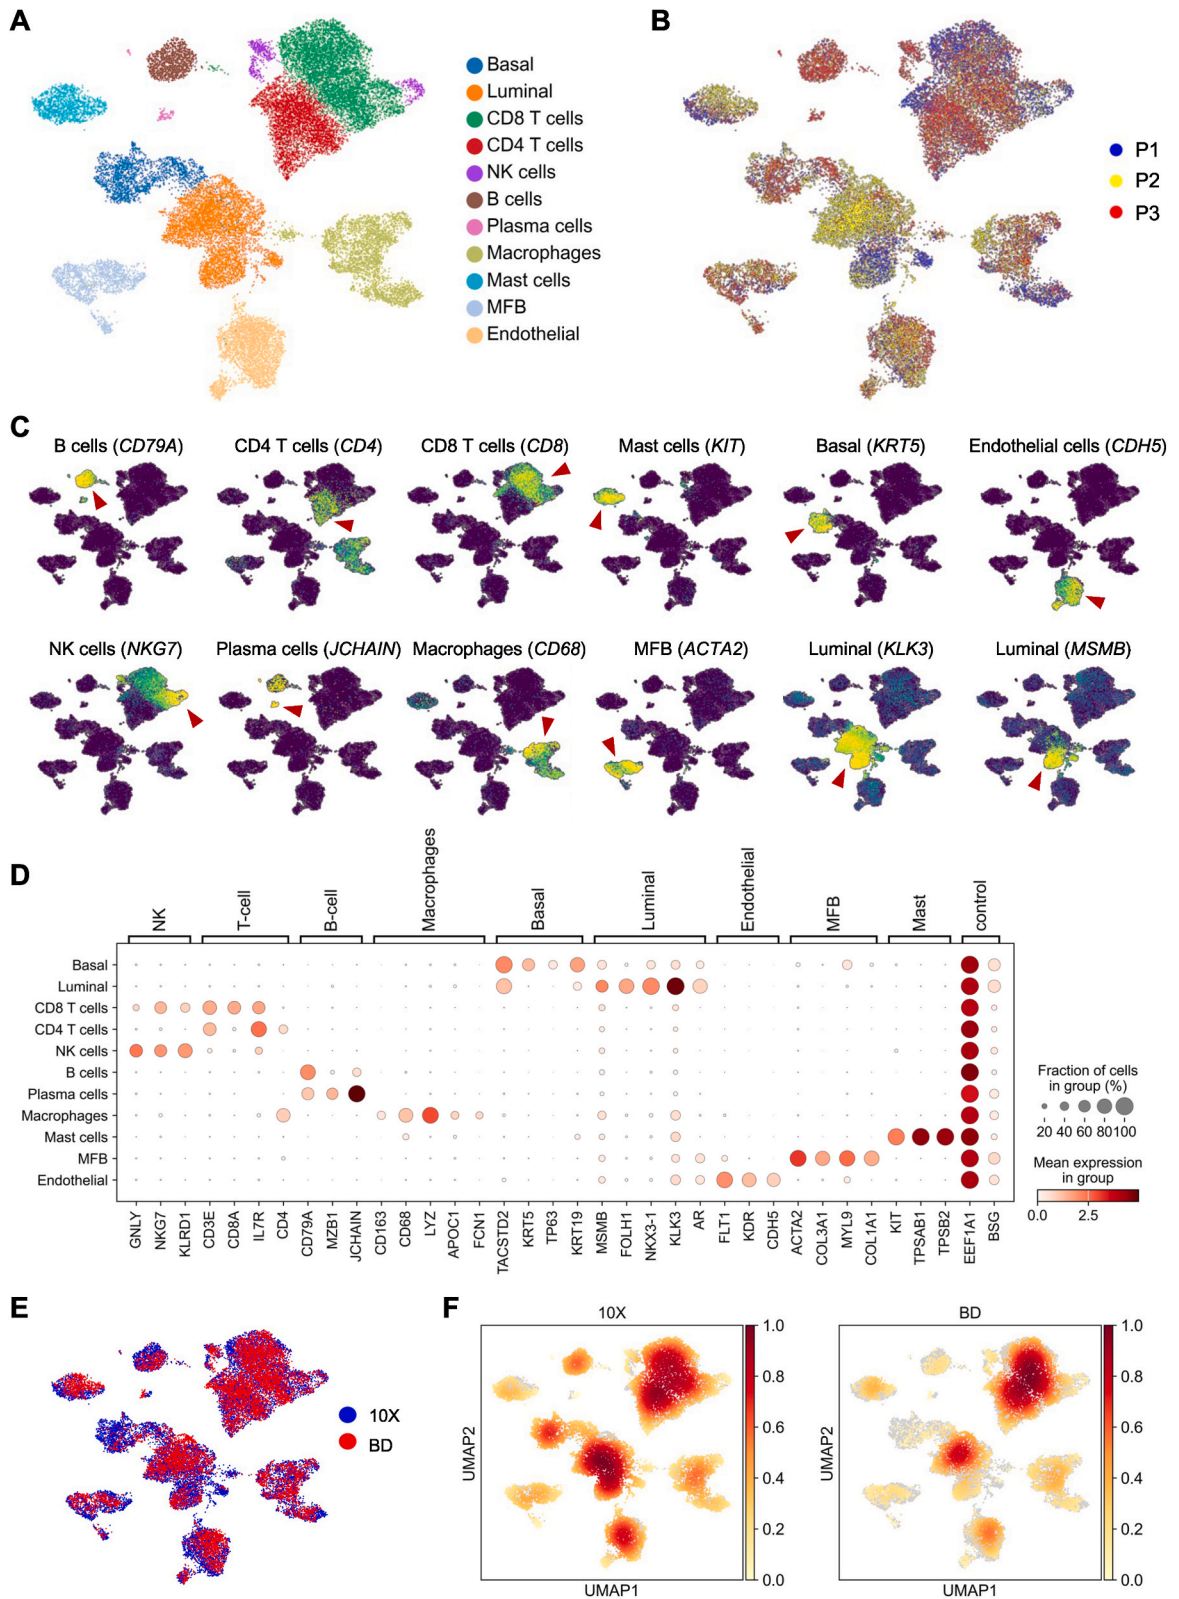 A
Basal
Luminal
CD8 T cells
CD4 T cells
NK cells
B cells
Plasma cells
Macrophages
Mast cells
MFB
Endothelial
B
P1
P2
P3
C
B cells (CD79A)
CD4 T cells (CD4)
CD8 T cells (CD8)
Mast cells (KIT)
Basal (KRT5)
Endothelial cells (CDH5)
NK cells (NKG7)
Plasma cells (JCHAIN)
Macrophages (CD68)
MFB (ACTA2)
Luminal (KLK3)
Luminal (MSMB)
D
NK
T-cell
B-cell
Macrophages
Basal
Luminal
Endothelial
MFB
Mast
control
Basal
Luminal
CD8 T cells
CD4 T cells
NK cells
B cells
Plasma cells
Macrophages
Mast cells
MFB
Endothelial
GNLY
NKG7
KLRD1
CD3E
CD8A
IL7R
CD4
CD79A
MZB1
JCHAIN
CD163
CD68
LYZ
APOC1
FCN1
TACSTD2
KRT5
TP63
KRT19
MSMB
FOLH1
NKX3-1
KLK3
AR
FLT1
KDR
CDH5
ACTA2
COL3A1
MYL9
COL1A1
KIT
TPSAB1
TPSB2
EEF1A1
BSG
Fraction of cells
in group (%)
20 40 60 80 100
Mean expression
in group
0.0 2.5
E
10X
BD
F
10X
UMAP2
UMAP1
1.0
0.8
0.6
0.4
0.2
0.0
BD
UMAP2
UMAP1
1.0
0.8
0.6
0.4
0.2
0.0